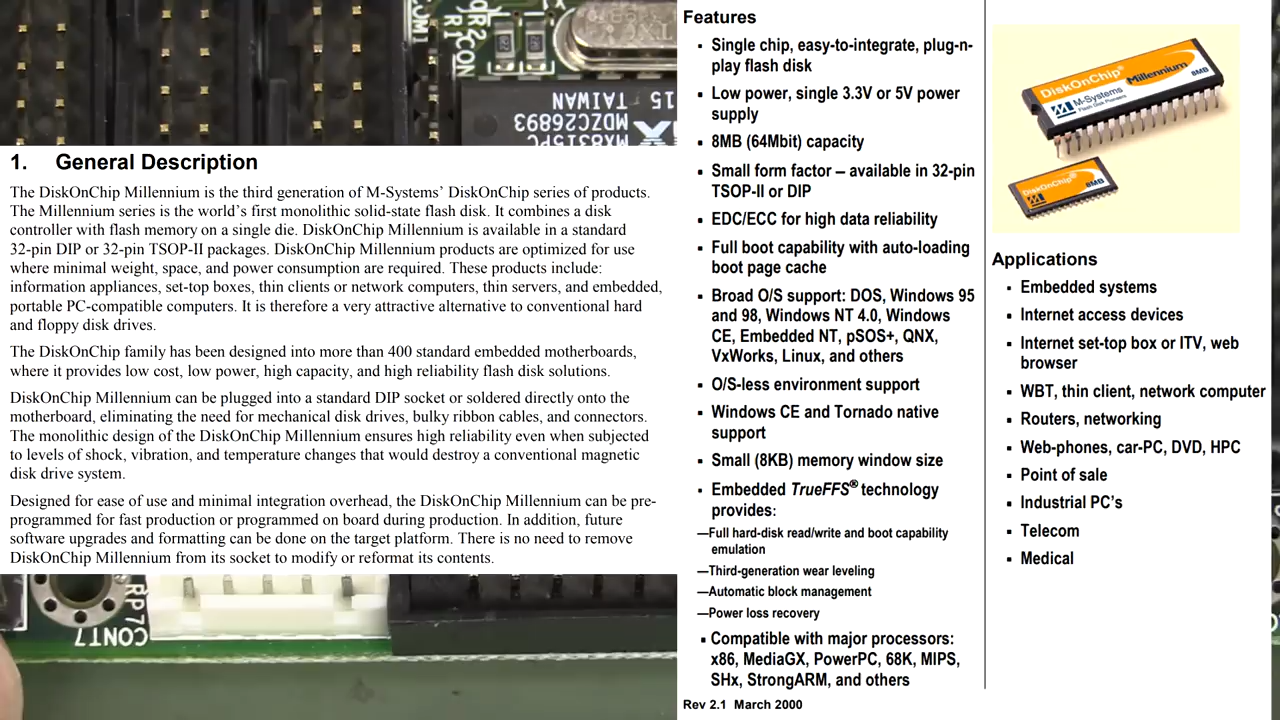 JM1
R1
OR2
CON
X1
TXC
15
TAIWAN
MDZC26893
MX8315PC
1. General Description
The DiskOnChip Millennium is the third generation of M-Systems' DiskOnChip series of products.
The Millennium series is the world's first monolithic solid-state flash disk. It combines a disk
controller with flash memory on a single die. DiskOnChip Millennium is available in a standard
32-pin DIP or 32-pin TSOP-II packages. DiskOnChip Millennium products are optimized for use
where minimal weight, space, and power consumption are required. These products include:
information appliances, set-top boxes, thin clients or network computers, thin servers, and embedded,
portable PC-compatible computers. It is therefore a very attractive alternative to conventional hard
and floppy disk drives.
The DiskOnChip family has been designed into more than 400 standard embedded motherboards,
where it provides low cost, low power, high capacity, and high reliability flash disk solutions.
DiskOnChip Millennium can be plugged into a standard DIP socket or soldered directly onto the
motherboard, eliminating the need for mechanical disk drives, bulky ribbon cables, and connectors.
The monolithic design of the DiskOnChip Millennium ensures high reliability even when subjected
to levels of shock, vibration, and temperature changes that would destroy a conventional magnetic
disk drive system.
Designed for ease of use and minimal integration overhead, the DiskOnChip Millennium can be pre-
programmed for fast production or programmed on board during production. In addition, future
software upgrades and formatting can be done on the target platform. There is no need to remove
DiskOnChip Millennium from its socket to modify or reformat its contents.
RP7
CONT7
Features
▪ Single chip, easy-to-integrate, plug-n-
play flash disk
▪ Low power, single 3.3V or 5V power
supply
▪ 8MB (64Mbit) capacity
▪ Small form factor – available in 32-pin
TSOP-II or DIP
▪ EDC/ECC for high data reliability
▪ Full boot capability with auto-loading
boot page cache
▪ Broad O/S support: DOS, Windows 95
and 98, Windows NT 4.0, Windows
CE, Embedded NT, pSOS+, QNX,
VxWorks, Linux, and others
▪ O/S-less environment support
▪ Windows CE and Tornado native
support
▪ Small (8KB) memory window size
▪ Embedded TrueFFS® technology
provides:
—Full hard-disk read/write and boot capability
emulation
—Third-generation wear leveling
—Automatic block management
—Power loss recovery
▪ Compatible with major processors:
x86, MediaGX, PowerPC, 68K, MIPS,
SHx, StrongARM, and others
Rev 2.1 March 2000
DiskOnChip® Millennium
M-Systems 8MB
Flash Disk Pioneers
DiskOnChip®
8MB
Applications
▪ Embedded systems
▪ Internet access devices
▪ Internet set-top box or ITV, web
browser
▪ WBT, thin client, network computer
▪ Routers, networking
▪ Web-phones, car-PC, DVD, HPC
▪ Point of sale
▪ Industrial PC's
▪ Telecom
▪ Medical